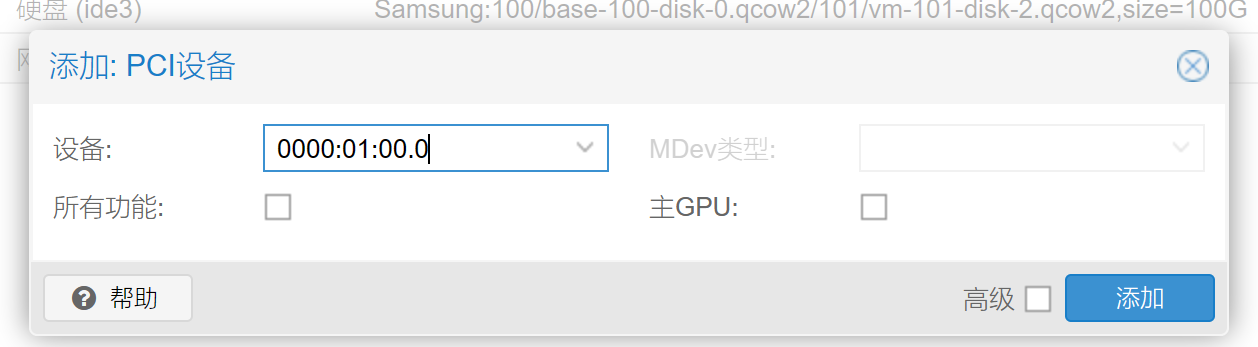 硬盘 (ide3) Samsung:100/base-100-disk-0.qcow2/101/vm-101-disk-2.qcow2,size=100G
添加: PCI设备
设备: 0000:01:00.0 MDev类型:
所有功能: 主GPU:
帮助 高级 添加